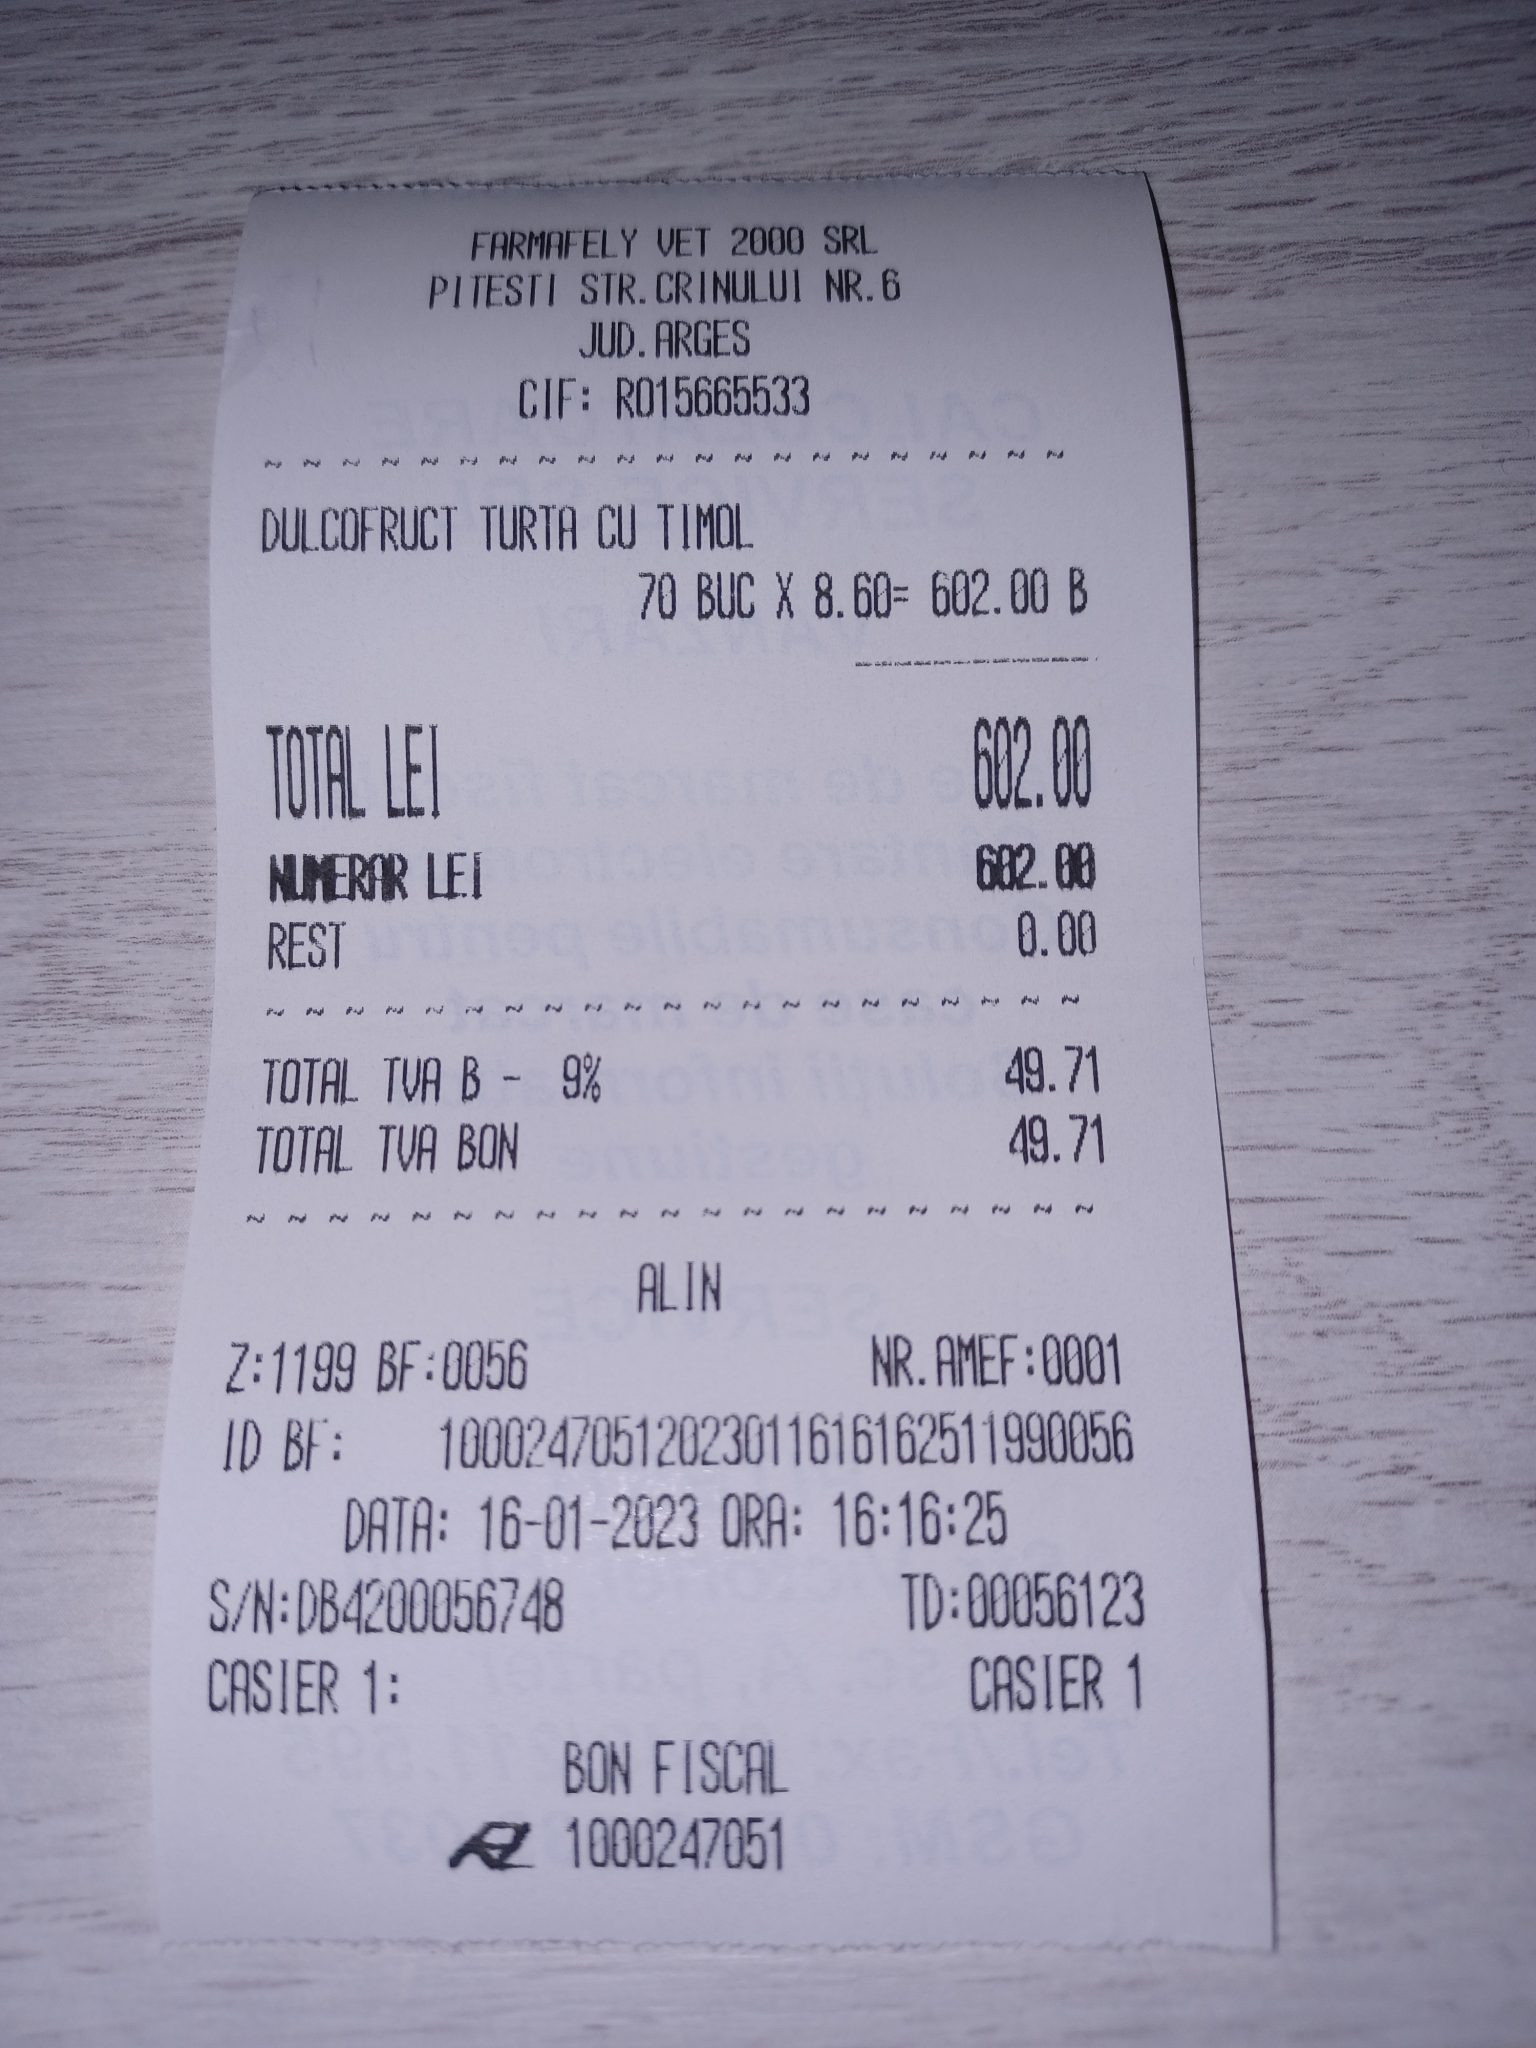 FARMAFELY VET 2000 SRL
PITESTI STR.CRINULUI NR.6
JUD.ARGES
CIF: RO15665533
~ ~ ~ ~ ~ ~ ~ ~ ~ ~ ~ ~ ~ ~ ~ ~ ~ ~ ~ ~ ~
DULCOFRUCT TURTA CU TIMOL
70 BUC X 8.60= 602.00 B
TOTAL LEI 602.00
NUMERAR LEI 602.00
REST 0.00
~ ~ ~ ~ ~ ~ ~ ~ ~ ~ ~ ~ ~ ~ ~ ~ ~ ~ ~ ~ ~
TOTAL TVA B - 9% 49.71
TOTAL TVA BON 49.71
~ ~ ~ ~ ~ ~ ~ ~ ~ ~ ~ ~ ~ ~ ~ ~ ~ ~ ~ ~ ~
ALIN
Z:1199 BF:0056 NR.AMEF:0001
ID BF: 10002470512023011616162511990056
DATA: 16-01-2023 ORA: 16:16:25
S/N:DB4200056748 TD:00056123
CASIER 1: CASIER 1
BON FISCAL
1000247051